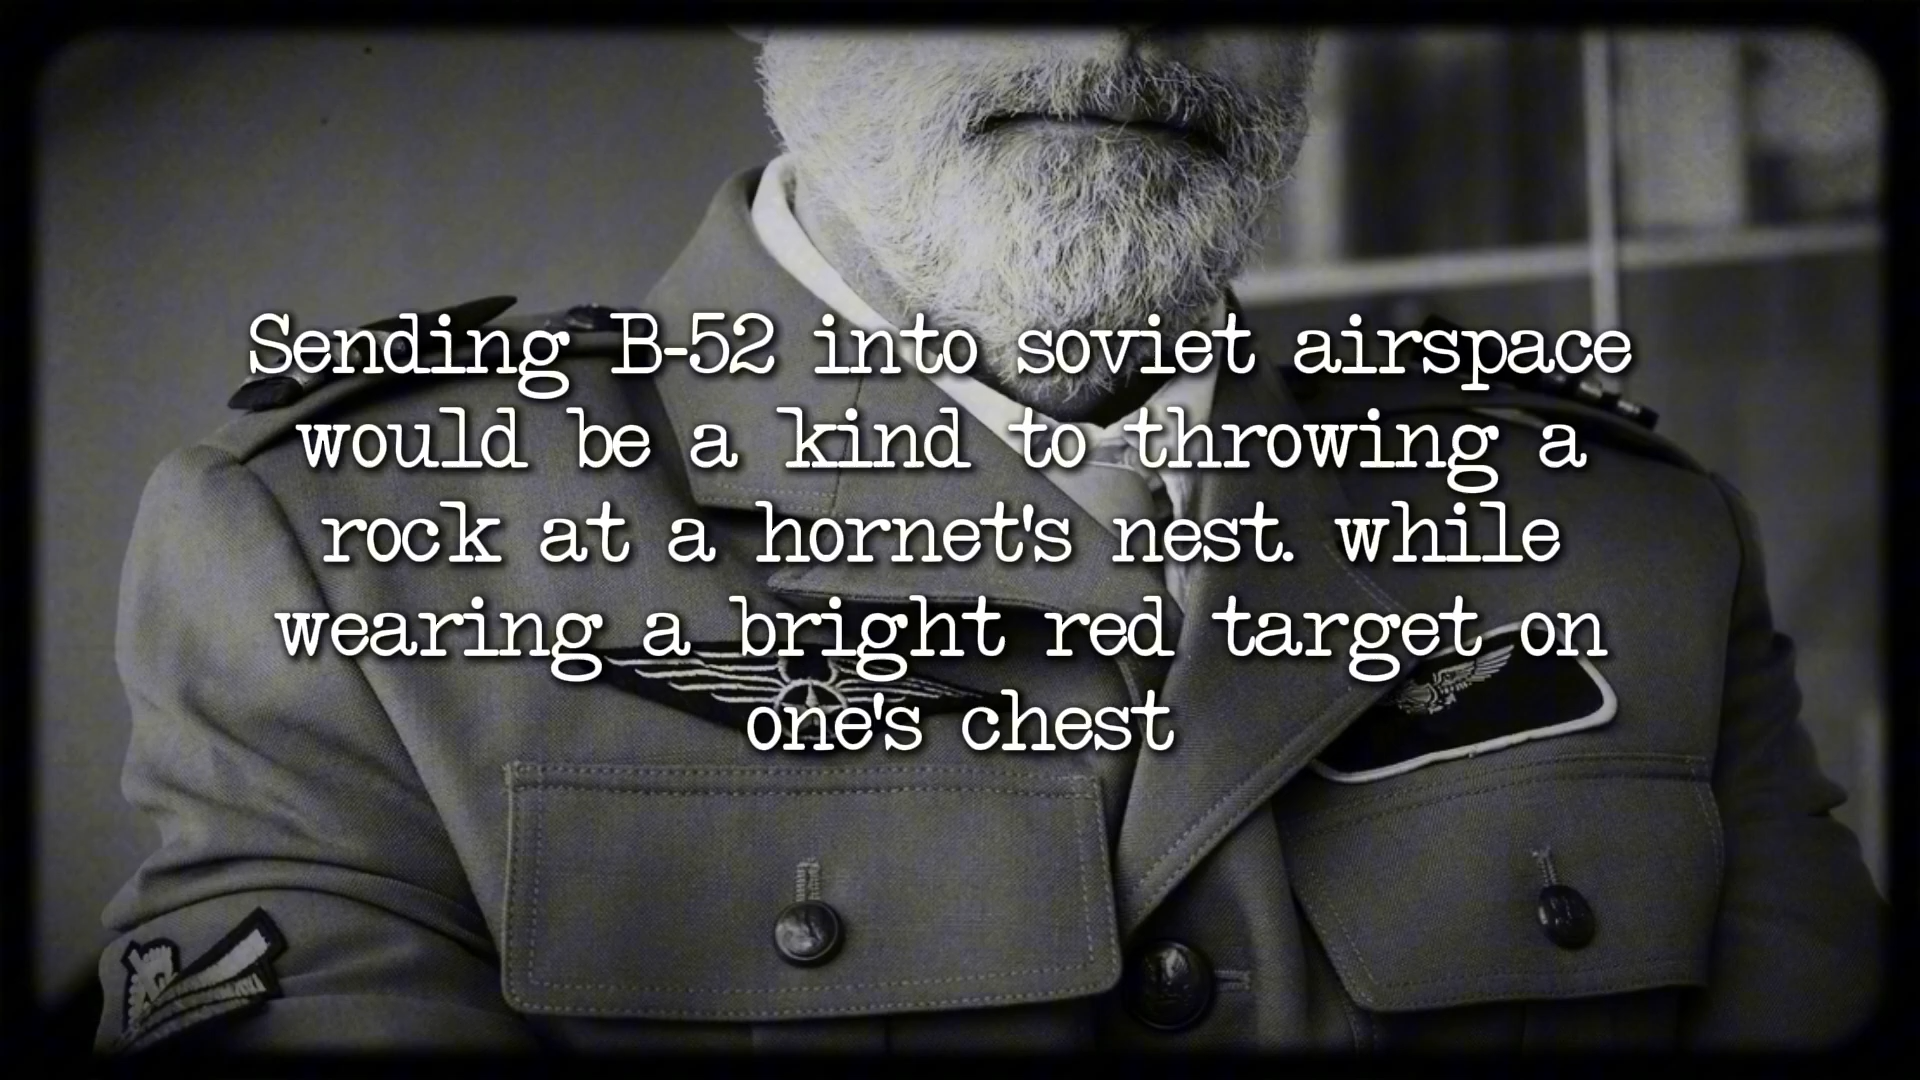 Sending B-52 into soviet airspace
would be a kind to throwing a
rock at a hornet's nest. while
wearing a bright red target on
one's chest